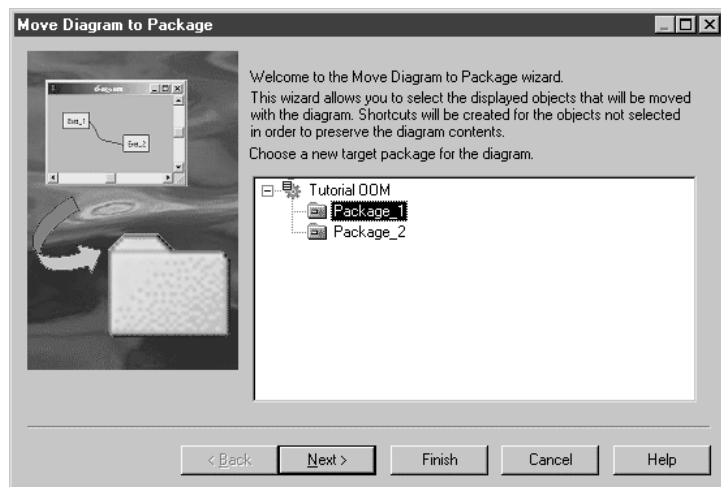 Move Diagram to Package
Welcome to the Move Diagram to Package wizard.
This wizard allows you to select the displayed objects that will be moved
with the diagram. Shortcuts will be created for the objects not selected
in order to preserve the diagram contents.
Choose a new target package for the diagram.
Tutorial OOM
Package_1
Package_2
< Back
Next >
Finish
Cancel
Help